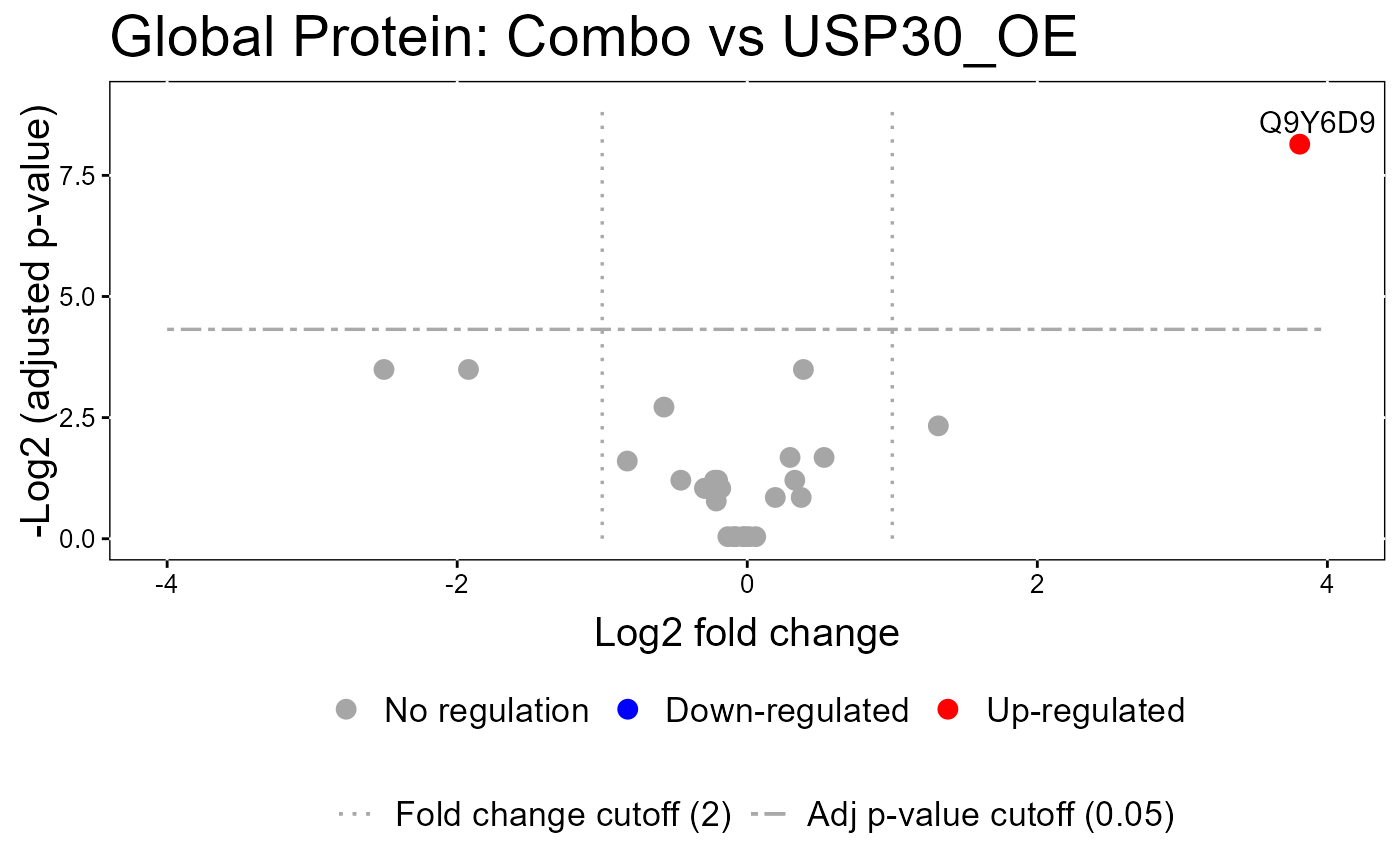 Global Protein: Combo vs USP30_OE
-Log2 (adjusted p-value)
Q9Y6D9
7.5
5.0
2.5
0.0
-4 -2 0 2 4
Log2 fold change
No regulation Down-regulated Up-regulated
Fold change cutoff (2) Adj p-value cutoff (0.05)